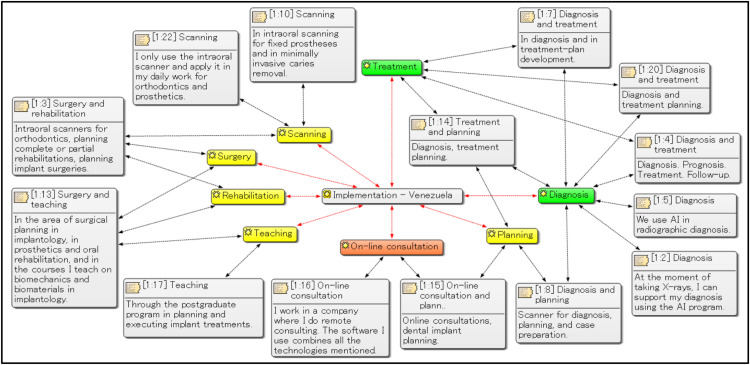 [1:22] Scanning
I only use the intraoral
scanner and apply it in
my daily work for
orthodontics and
prosthetics.
[1:10] Scanning
In intraoral scanning
for fixed prostheses
and in minimally
invasive caries
removal.
Treatment
[1:7] Diagnosis
and treatment
In diagnosis and in
treatment-plan
development.
[1:20] Diagnosis
and treatment
Diagnosis and
treatment planning.
[1:3] Surgery and
rehabilitation
Intraoral scanners for
orthodontics, planning
complete or partial
rehabilitations, planning
implant surgeries.
Scanning
[1:14] Treatment
and planning
Diagnosis, treatment
planning.
[1:4] Diagnosis
and treatment
Diagnosis. Prognosis.
Treatment. Follow-up.
Surgery
Rehabilitation
Implementation - Venezuela
Diagnosis
[1:5] Diagnosis
We use AI in
radiographic diagnosis.
[1:13] Surgery and
teaching
In the area of surgical
planning in
implantology, in
prosthetics and oral
rehabilitation, and in
the courses I teach on
biomechanics and
biomaterials in
implantology.
Teaching
On-line consultation
Planning
[1:2] Diagnosis
At the moment of
taking X-rays, I can
support my diagnosis
using the AI program.
[1:17] Teaching
Through the postgraduate
program in planning and
executing implant treatments.
[1:16] On-line
consultation
I work in a company
where I do remote
consulting. The software I
use combines all the
technologies mentioned.
[1:15] On-line
consultation and
plann..
Online consultations,
dental implant
planning.
[1:8] Diagnosis and
planning
Scanner for diagnosis,
planning, and case
preparation.